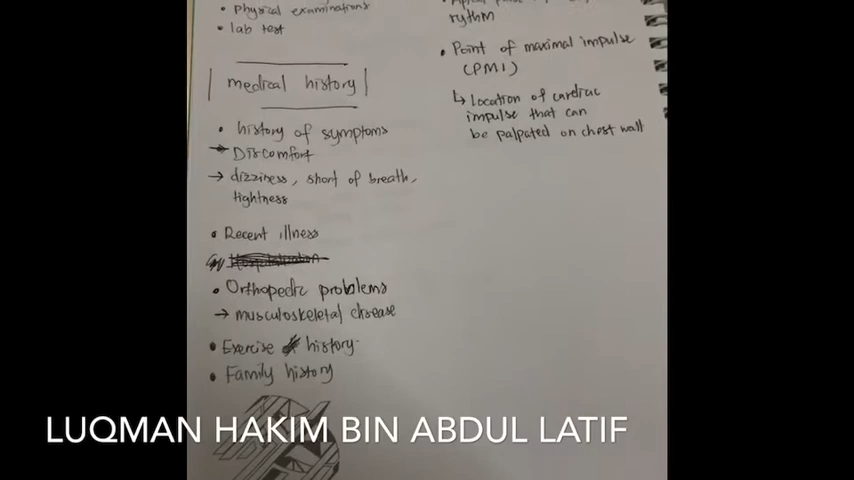 • Physical examinations
• lab test
medical history
• history of symptoms
→ Discomfort
→ dizziness, short of breath,
tightness
• Recent illness
• Orthopedic problems
→ musculoskeletal disease
• Exercise history
• Family history
rythm
• Point of maximal impulse
(PMI)
↳ location of cardiac
impulse that can
be palpated on chest wall
LUQMAN HAKIM BIN ABDUL LATIF